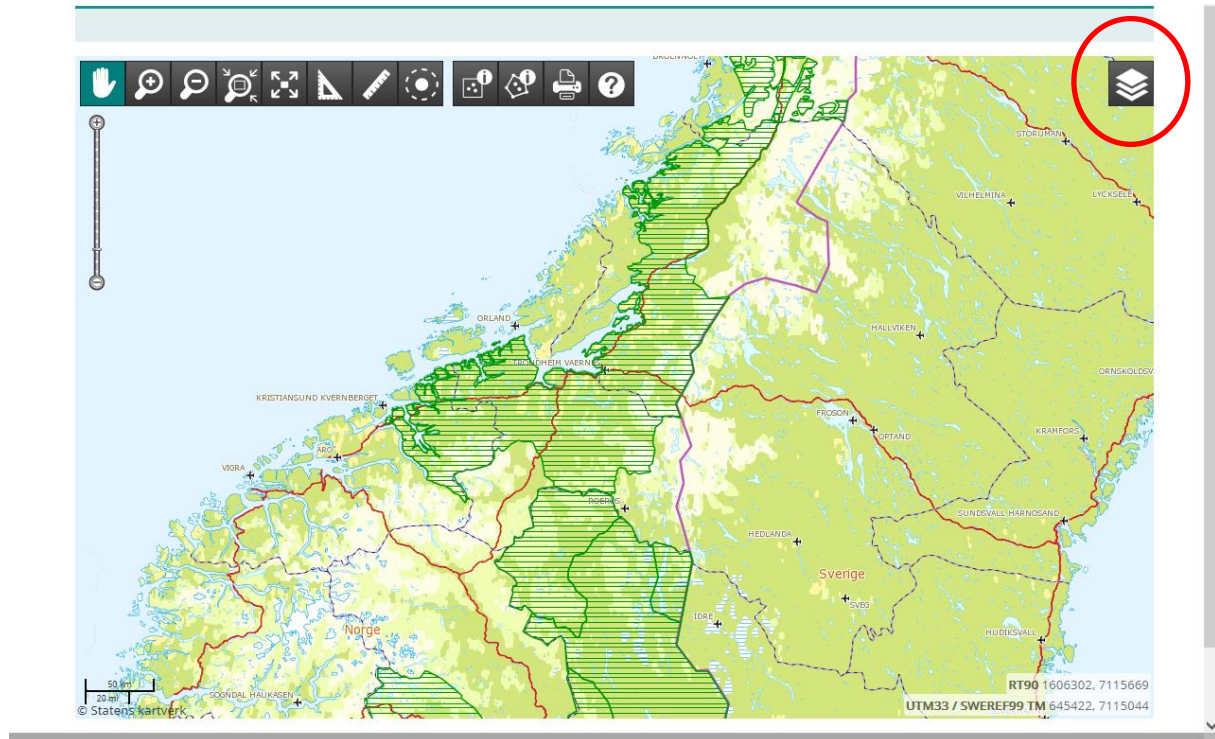 STORUMAN
VILHELMINA
LYCKSELE
ORLAND
HALLVIKEN
TRONDHEIM VAERNES
ORNSKOLDSV
KRISTIANSUND KVERNBERGET
FROSON
OPTAND
KRAMFORS
ARO
VIGRA
ROEROS
SUNDSVALL HARNOSAND
HEDLANDA
Sverige
SVEG
IDRE
Norge
HUDIKSVALL
50 km
20 mi
SOGNDAL HAUKASEN
© Statens kartverk
RT90 1606302, 7115669
UTM33 / SWEREF99 TM 645422, 7115044